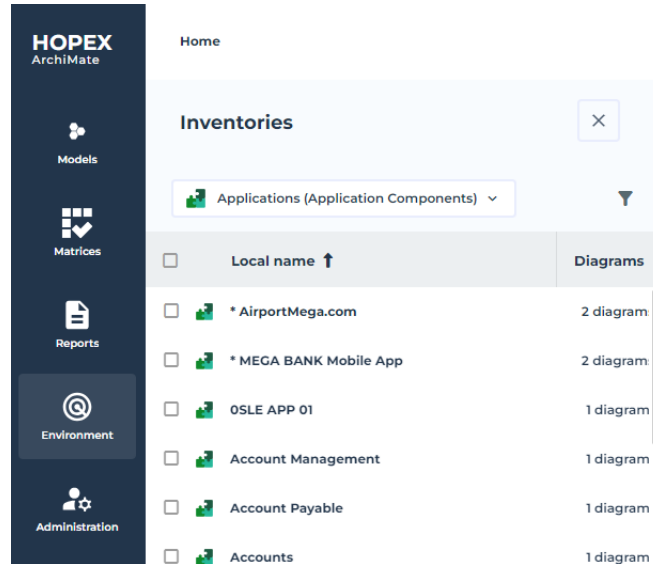 HOPEX
ArchiMate
Home
Models
Matrices
Reports
Environment
Administration
Inventories
Applications (Application Components)
Local name
Diagrams
* AirportMega.com
2 diagrams
* MEGA BANK Mobile App
2 diagrams
0SLE APP 01
1 diagram
Account Management
1 diagram
Account Payable
1 diagram
Accounts
1 diagram